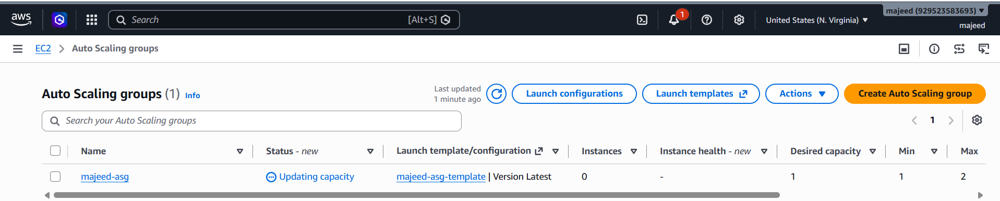 aws
Search [Alt+S]
1
United States (N. Virginia)
majeed (929523583693)
majeed
EC2 Auto Scaling groups
Auto Scaling groups (1) Info
Last updated
1 minute ago
Launch configurations
Launch templates
Actions
Create Auto Scaling group
Search your Auto Scaling groups
1
Name Status - new Launch template/configuration Instances Instance health - new Desired capacity Min Max
majeed-asg Updating capacity majeed-asg-template | Version Latest 0 - 1 1 2